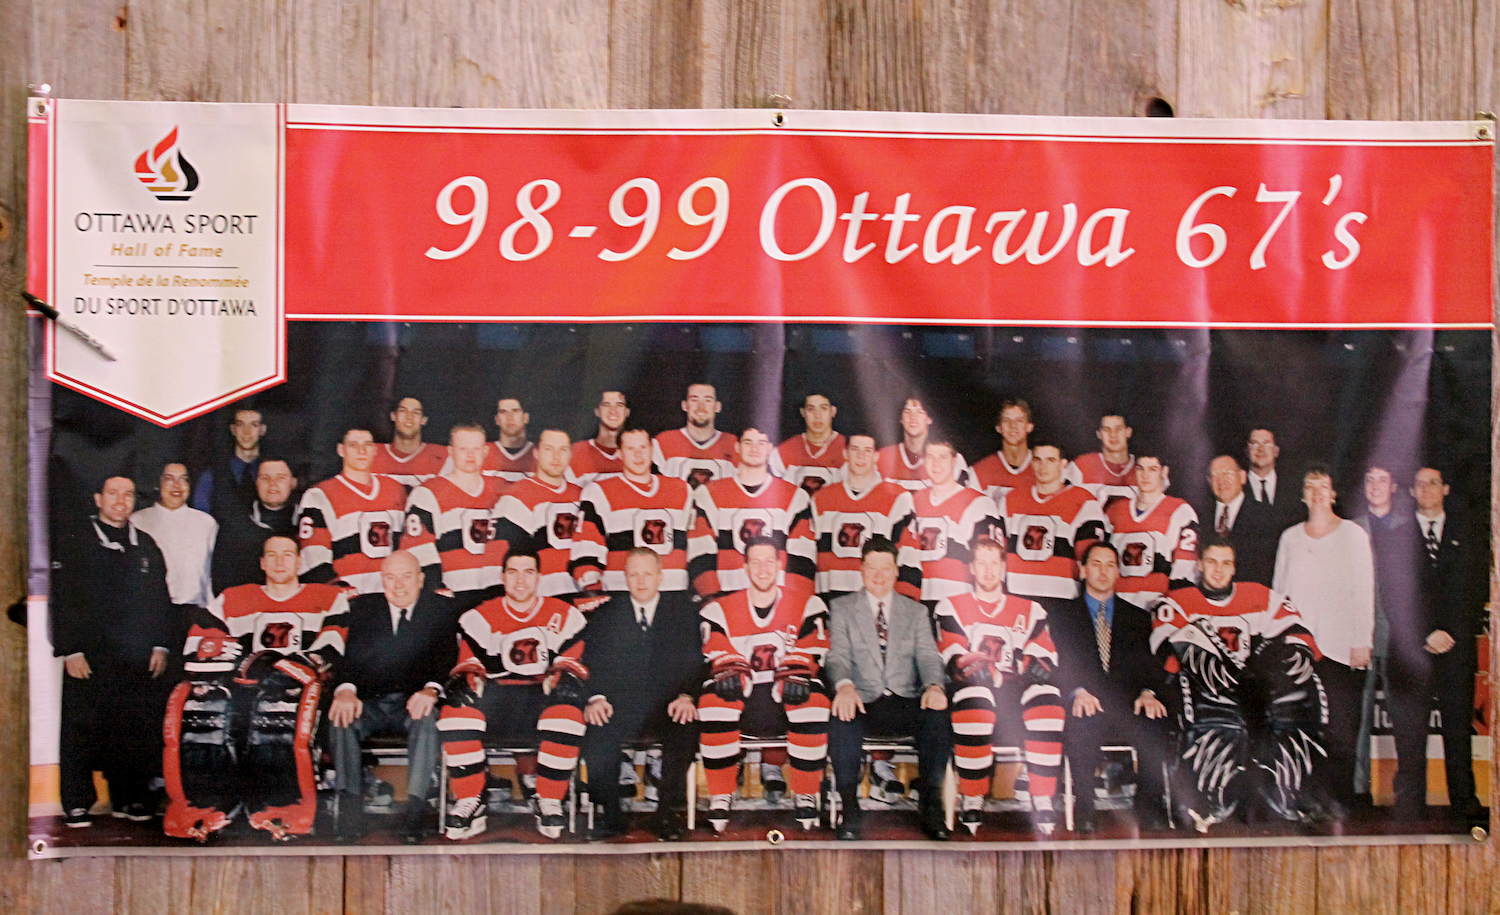 OTTAWA SPORT
Hall of Fame
Temple de la Renommée
DU SPORT D'OTTAWA
98-99 Ottawa 67's